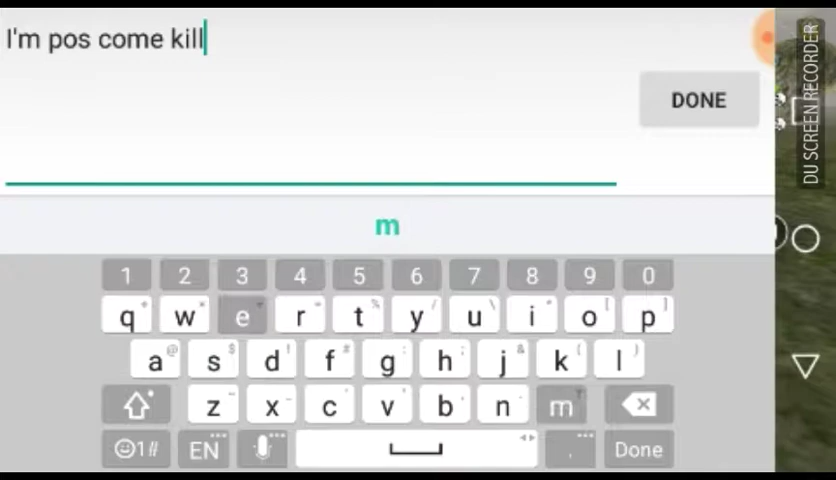 I'm pos come kill
DONE
m
1 2 3 4 5 6 7 8 9 0
q w e r t y u i o p
a s d f g h j k l
z x c v b n m
1# EN . Done
DU SCREEN RECORDER